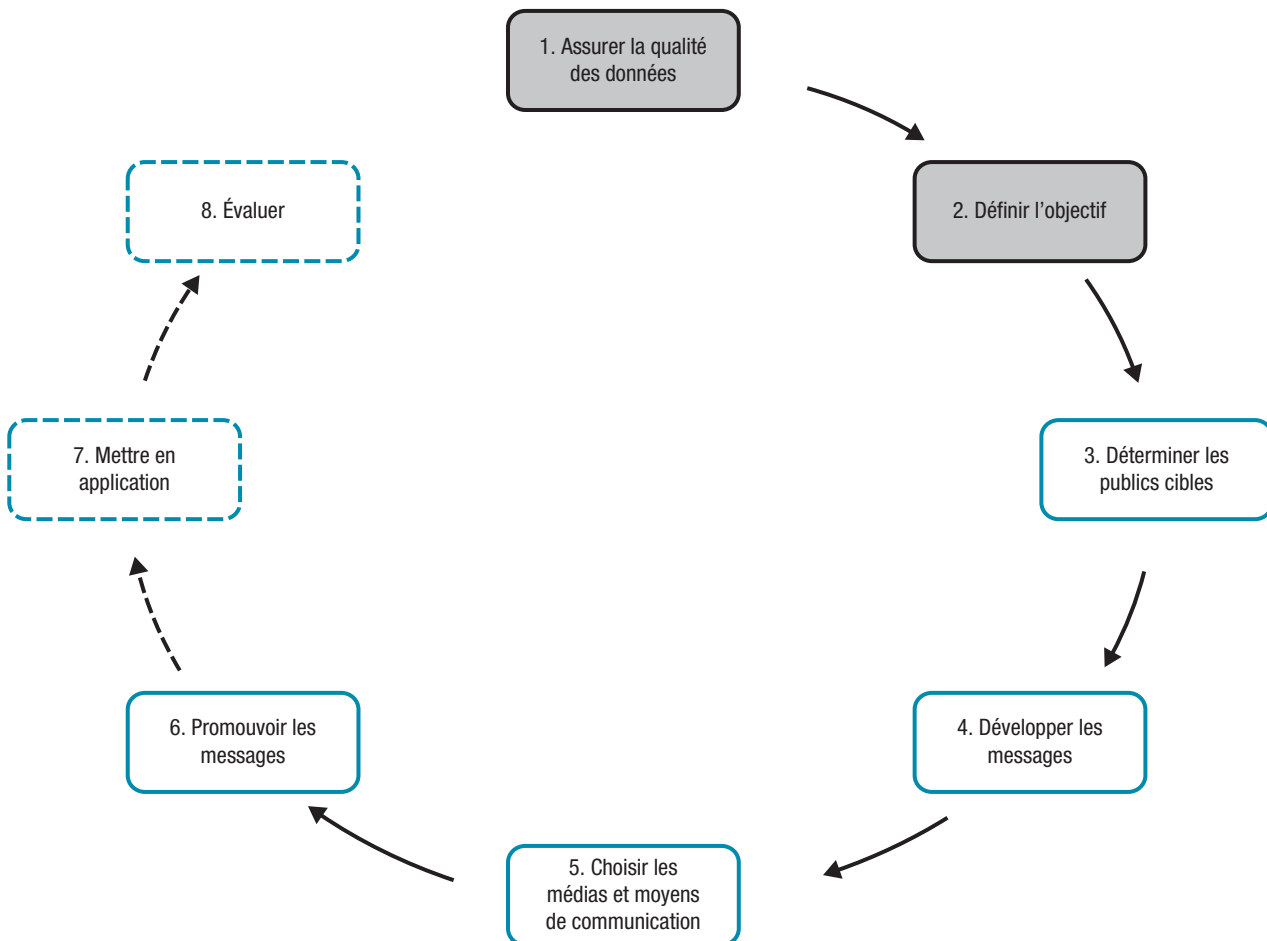 1. Assurer la qualité
des données
2. Définir l’objectif
3. Déterminer les
publics cibles
4. Développer les
messages
5. Choisir les
médias et moyens
de communication
6. Promouvoir les
messages
7. Mettre en
application
8. Évaluer